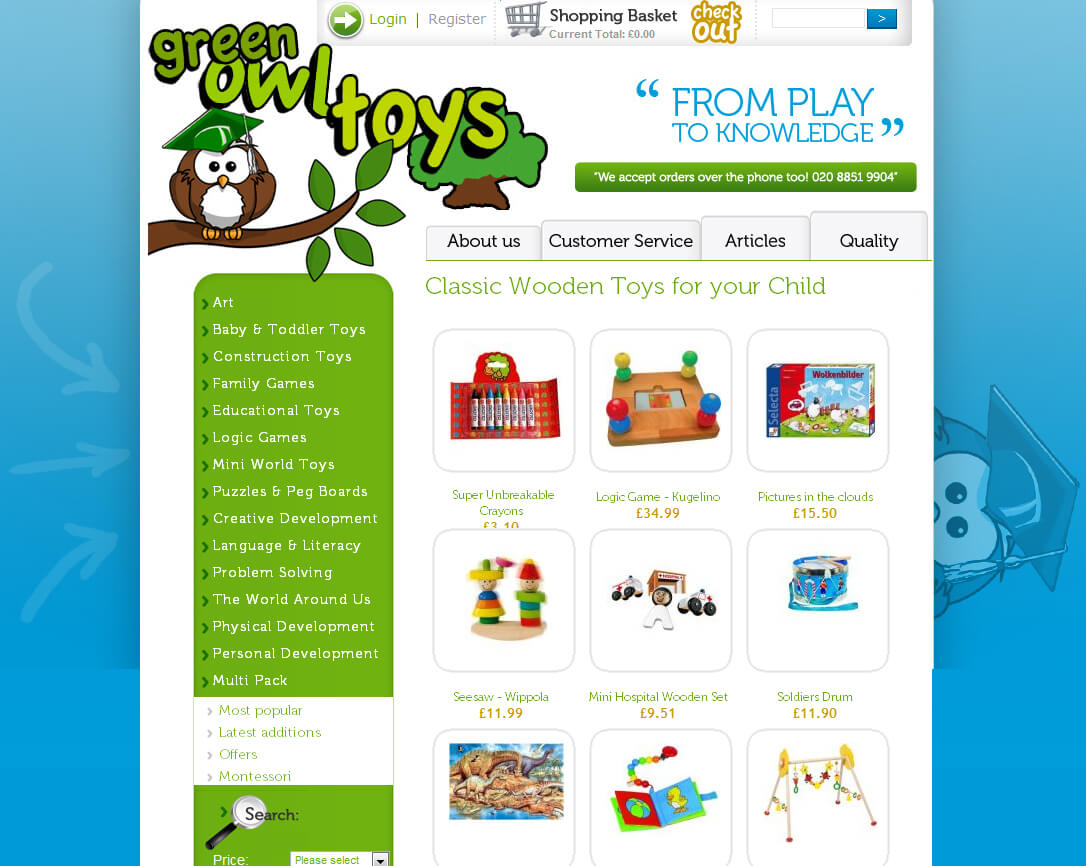 Login | Register
Shopping Basket
Current Total: £0.00
check
out
>
green
owl
toys
“ FROM PLAY
TO KNOWLEDGE ”
“We accept orders over the phone too! 020 8851 9904”
About us
Customer Service
Articles
Quality
Art
Baby & Toddler Toys
Construction Toys
Family Games
Educational Toys
Logic Games
Mini World Toys
Puzzles & Peg Boards
Creative Development
Language & Literacy
Problem Solving
The World Around Us
Physical Development
Personal Development
Multi Pack
Most popular
Latest additions
Offers
Montessori
Search:
Price:
Please select
Classic Wooden Toys for your Child
Wolkenbilder
Selecta
Super Unbreakable
Crayons
£3.10
Logic Game - Kugelino
£34.99
Pictures in the clouds
£15.50
Seesaw - Wippola
£11.99
Mini Hospital Wooden Set
£9.51
Soldiers Drum
£11.90